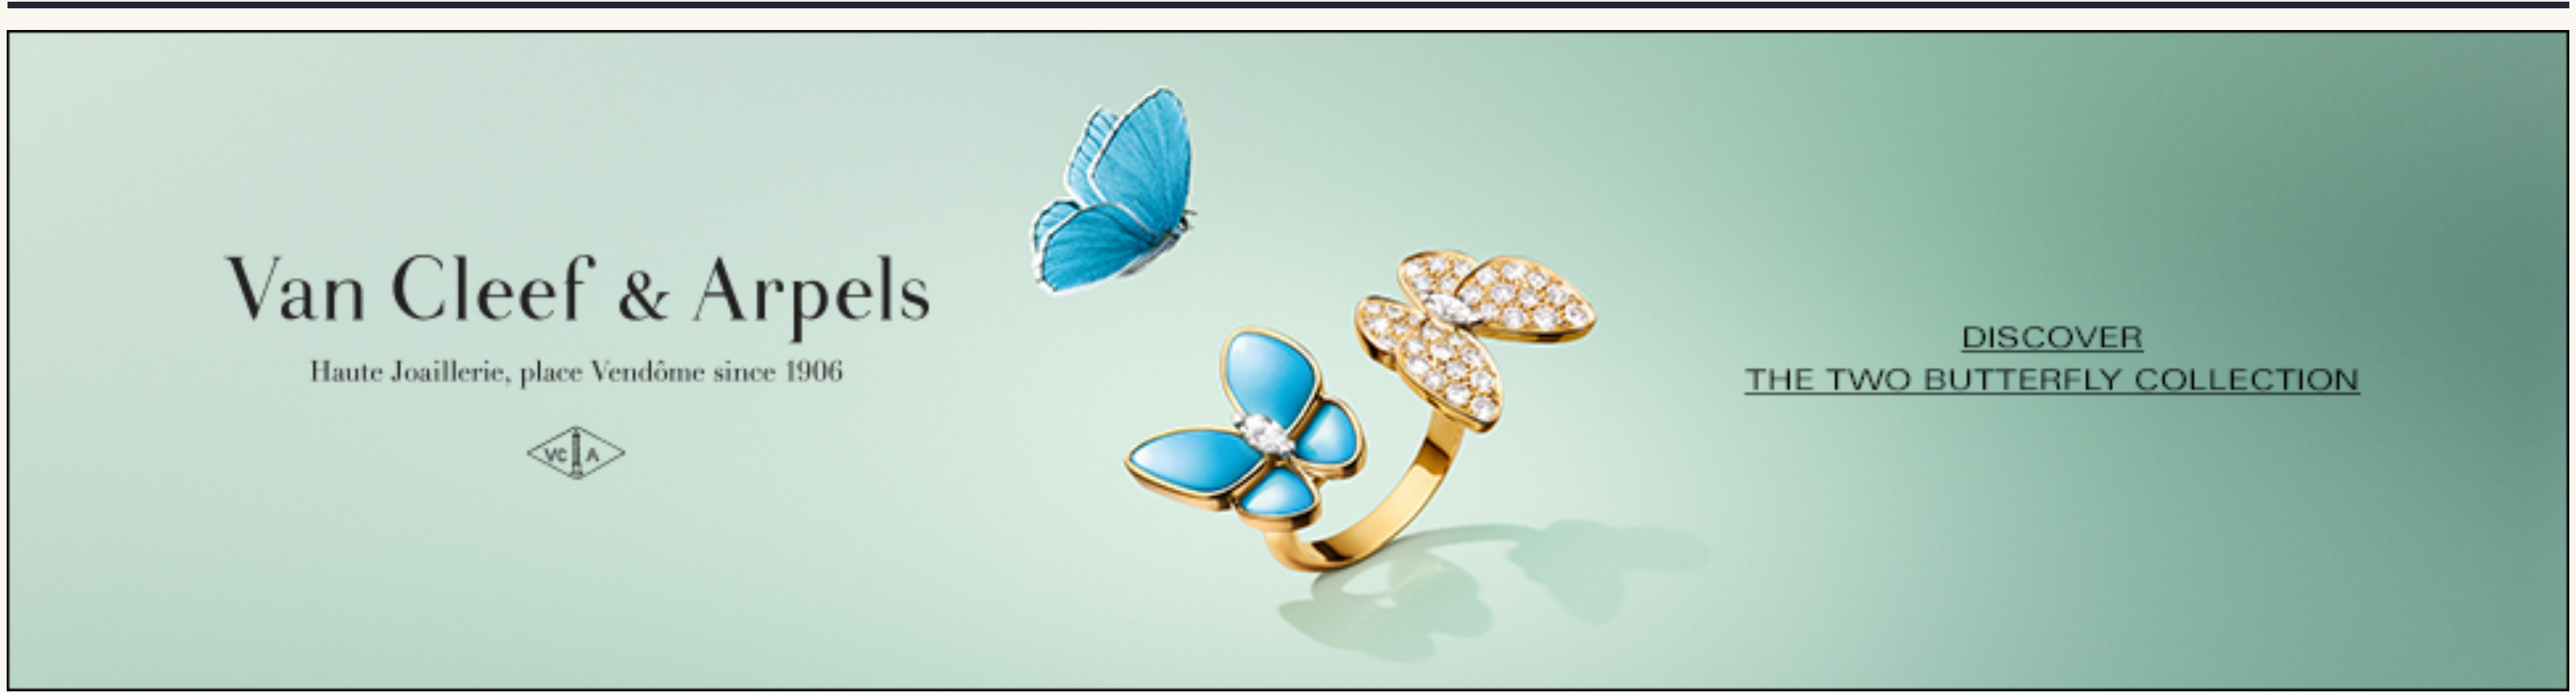 Van Cleef & Arpels
Haute Joaillerie, place Vendôme since 1906
VC A
DISCOVER
THE TWO BUTTERFLY COLLECTION